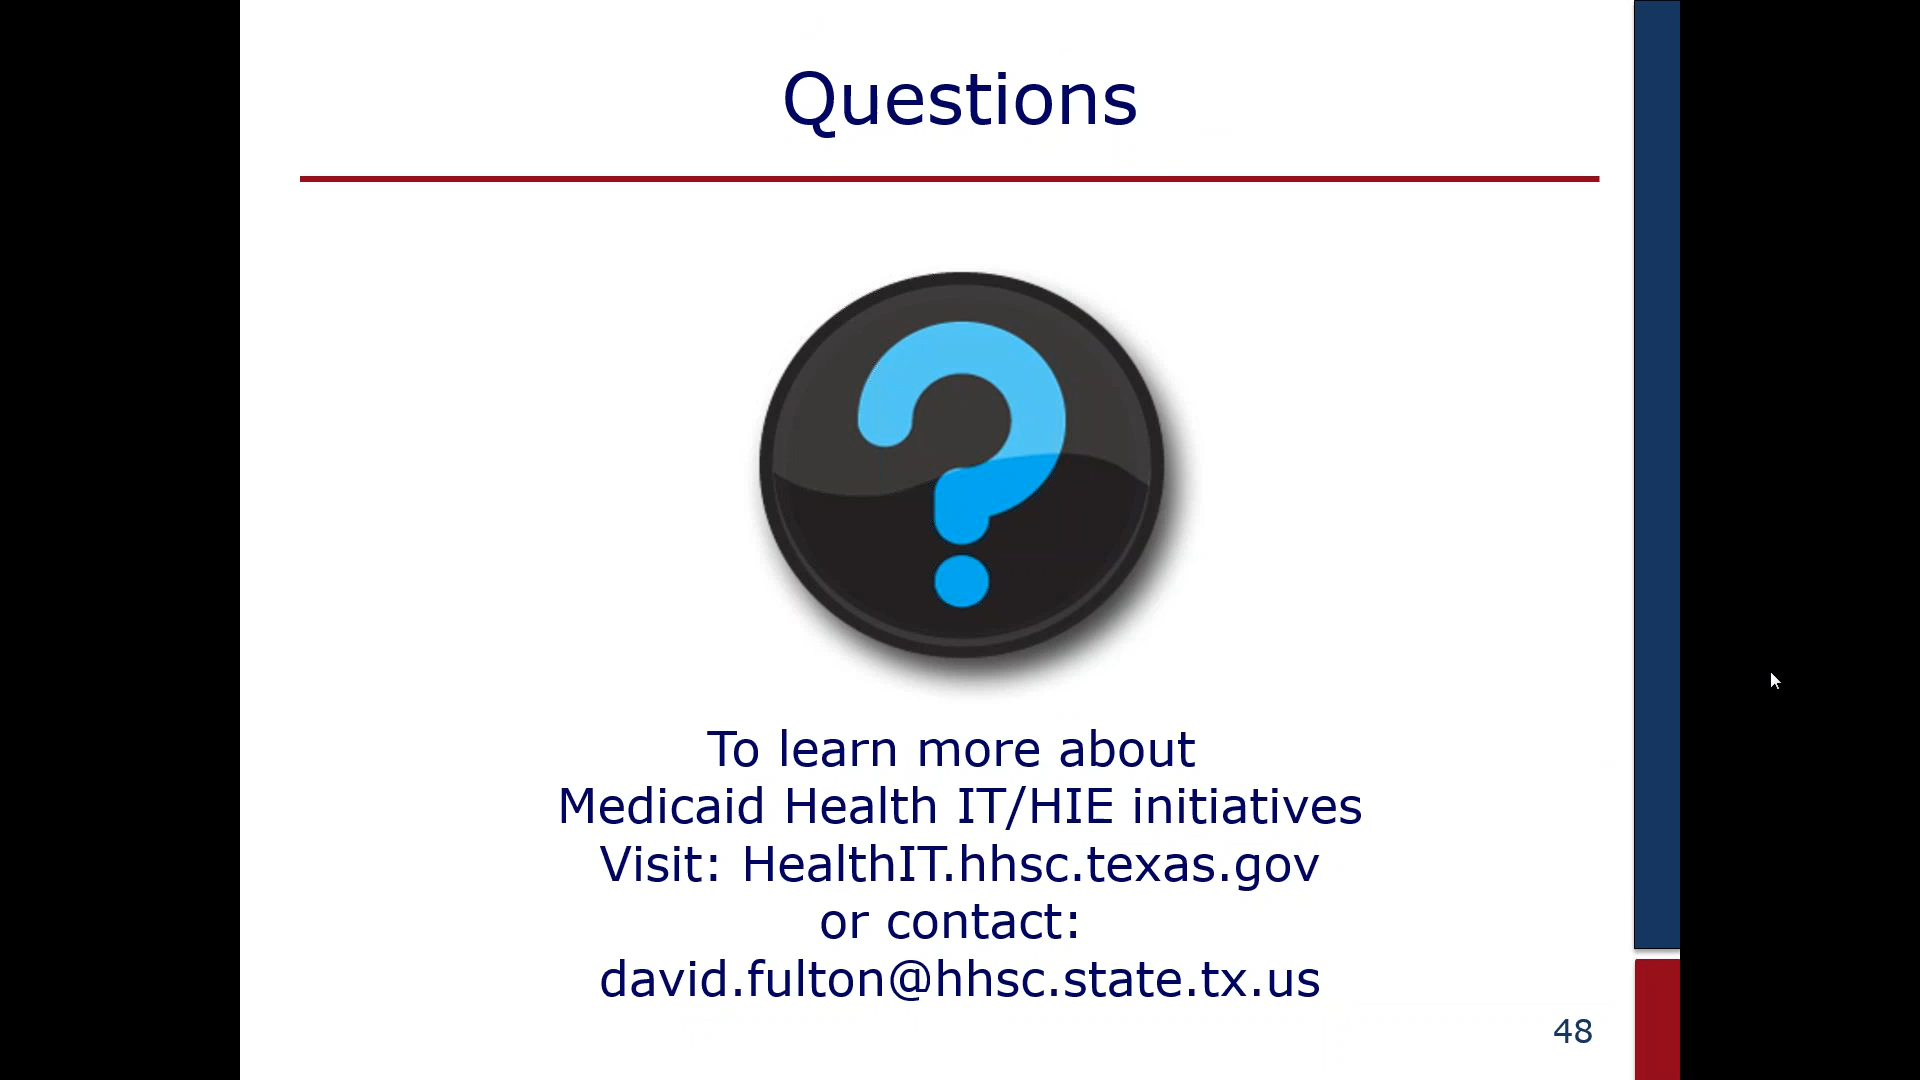 Questions
To learn more about
Medicaid Health IT/HIE initiatives
Visit: HealthIT.hhsc.texas.gov
or contact:
david.fulton@hhsc.state.tx.us
48